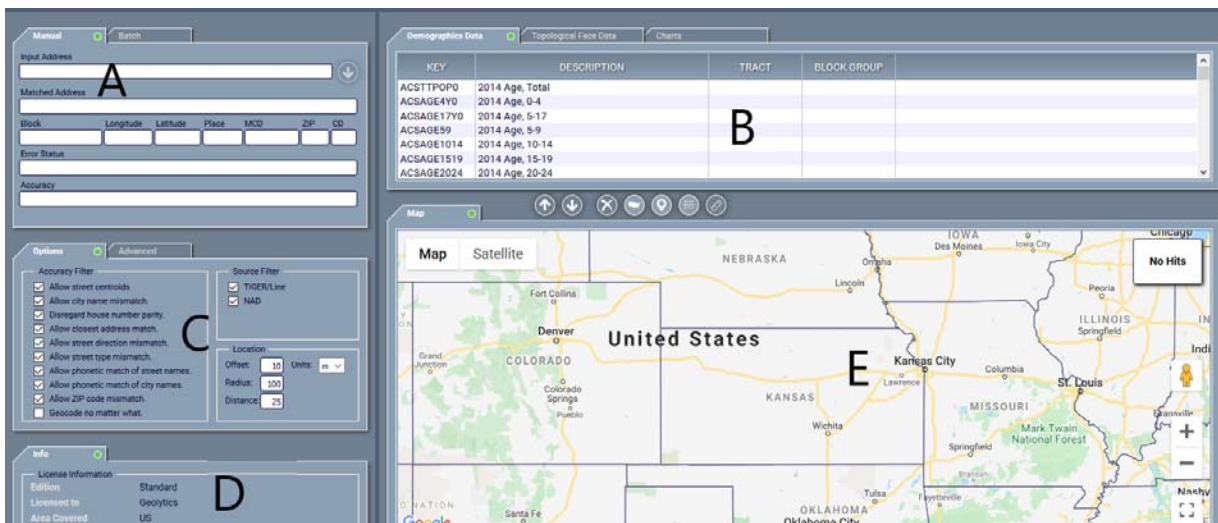 Manual
Batch
Input Address
A
Matched Address
Block Longitude Latitude Place MCD ZIP CD
Error Status
Accuracy
Options
Advanced
Accuracy Filter
Allow street centroids.
Allow city name mismatch.
Disregard house number parity.
Allow closest address match.
Allow street direction mismatch.
Allow street type mismatch.
Allow phonetic match of street names.
Allow phonetic match of city names.
Allow ZIP code mismatch.
Geocode no matter what.
C
Source Filter
TIGER/Line
NAD
Location
Offset: 10 Units: m
Radius: 100
Distance: 25
Info
License Information
Edition Standard
Licensed to Geolytics
Area Covered US
D
Demographics Data
Topological Face Data
Charts
KEY DESCRIPTION TRACT BLOCK GROUP
ACSTTPOP0 2014 Age, Total
ACSAGE4Y0 2014 Age, 0-4
ACSAGE17Y0 2014 Age, 5-17
ACSAGE59 2014 Age, 5-9
ACSAGE1014 2014 Age, 10-14
ACSAGE1519 2014 Age, 15-19
ACSAGE2024 2014 Age, 20-24
B
Map
Map Satellite
No Hits
IOWA
Chicago
Des Moines
Iowa City
NEBRASKA
Omaha
Lincoln
Peoria
Fort Collins
ILLINOIS
Springfield
IN
Denver
United States
Indi
Grand Junction
COLORADO
E
Kansas City
Columbia
Lawrence
St. Louis
Colorado Springs
KANSAS
Pueblo
MISSOURI
Evansville
Wichita
Mark Twain National Forest
Springfield
Branson
Tulsa
Fayetteville
Nashv
Santa Fe
OKLAHOMA
Oklahoma City
Google